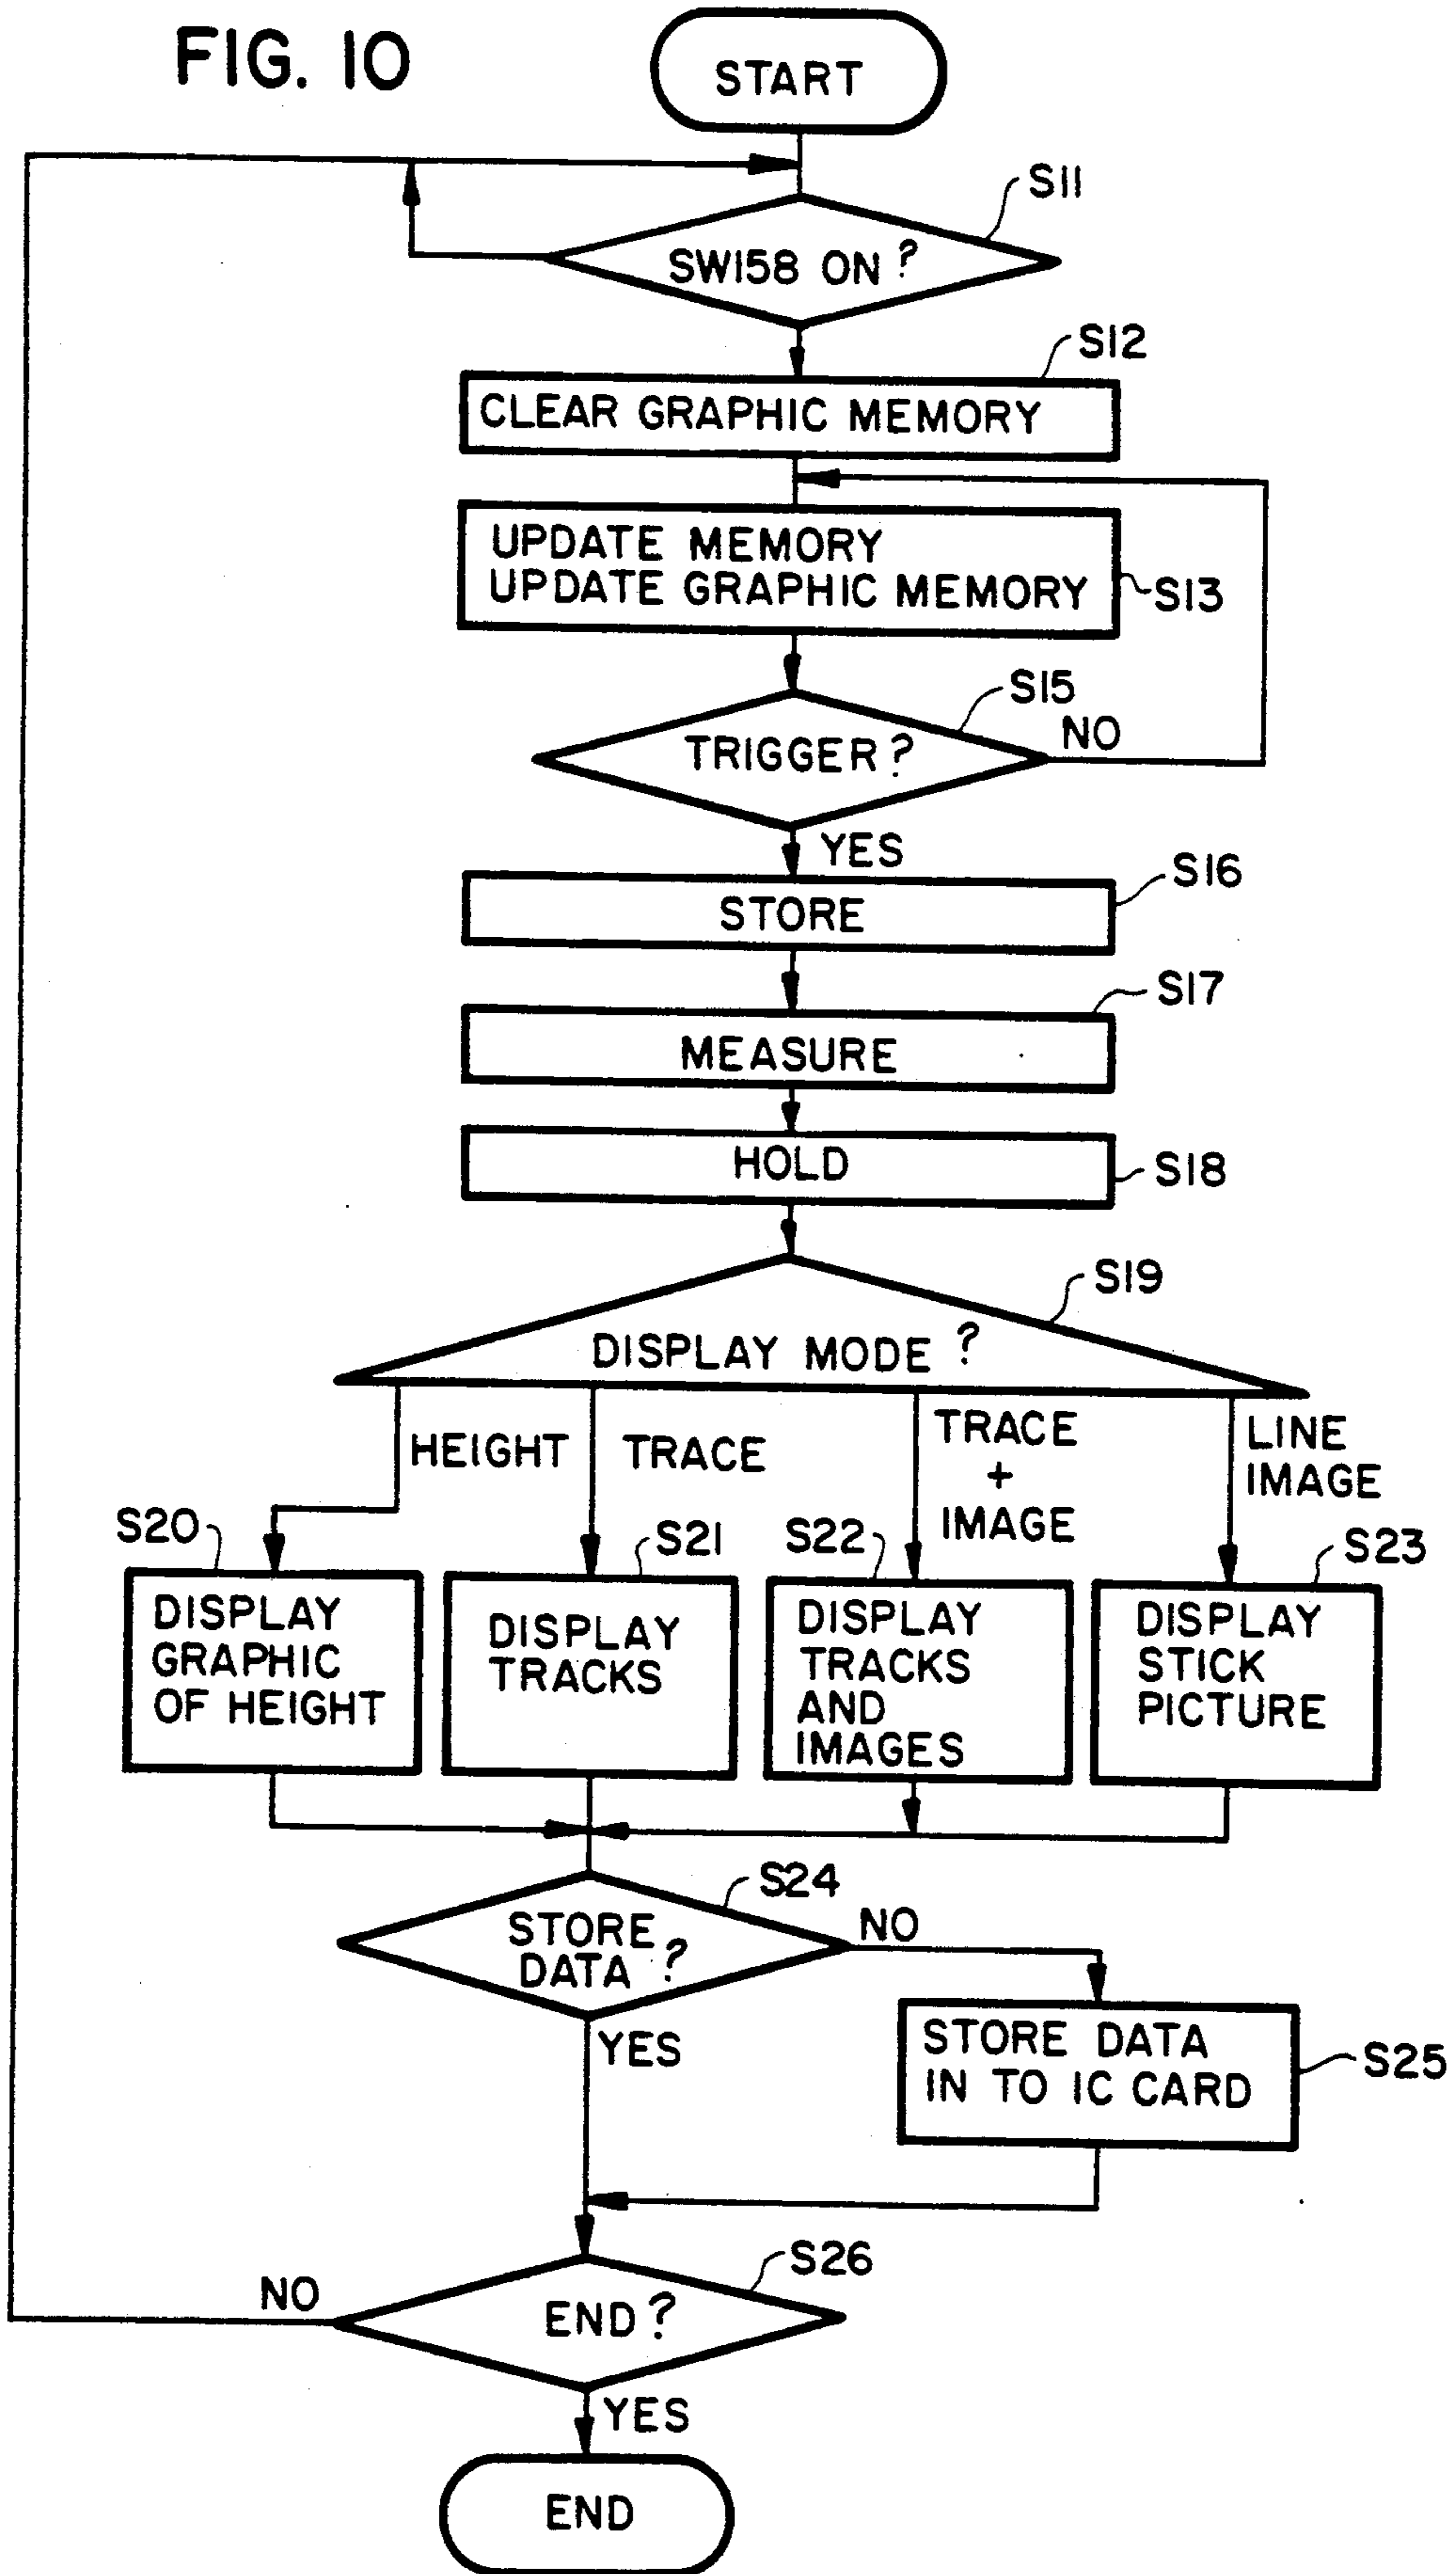 FIG. 10
START
S11
SW158 ON ?
S12
CLEAR GRAPHIC MEMORY
UPDATE MEMORY
UPDATE GRAPHIC MEMORY
S13
S15
TRIGGER ?
NO
YES
S16
STORE
S17
MEASURE
HOLD
S18
S19
DISPLAY MODE ?
HEIGHT
TRACE
TRACE
+
IMAGE
LINE
IMAGE
S20
S21
S22
S23
DISPLAY
GRAPHIC
OF HEIGHT
DISPLAY
TRACKS
DISPLAY
TRACKS
AND
IMAGES
DISPLAY
STICK
PICTURE
S24
STORE
DATA ?
NO
YES
STORE DATA
IN TO IC CARD
S25
S26
NO
END ?
YES
END